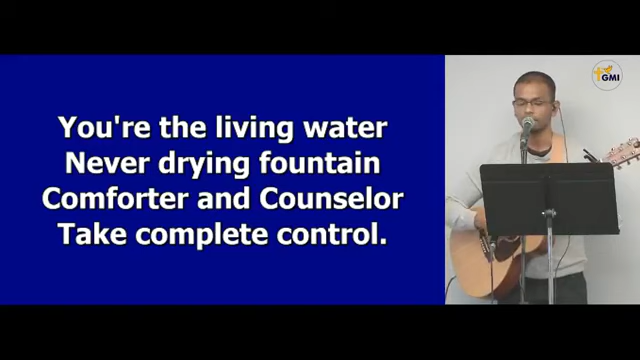 You're the living water
Never drying fountain
Comforter and Counselor
Take complete control.
GMI